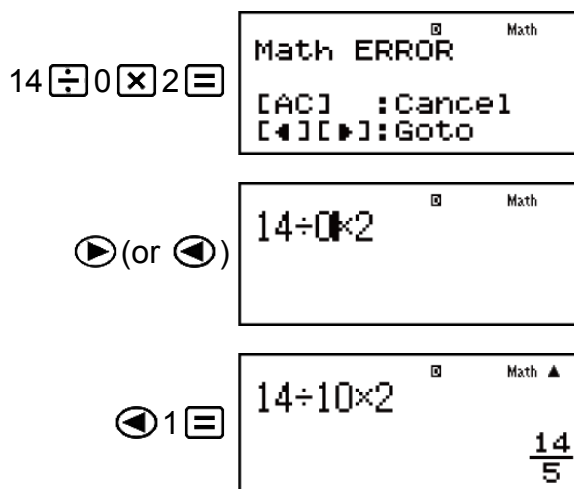 14 ÷ 0 × 2 =
D Math
Math ERROR
[AC] :Cancel
[◀][▶]:Goto
▶ (or ◀)
D Math
14÷0×2
◀ 1 =
D Math ▲
14÷10×2
14
5